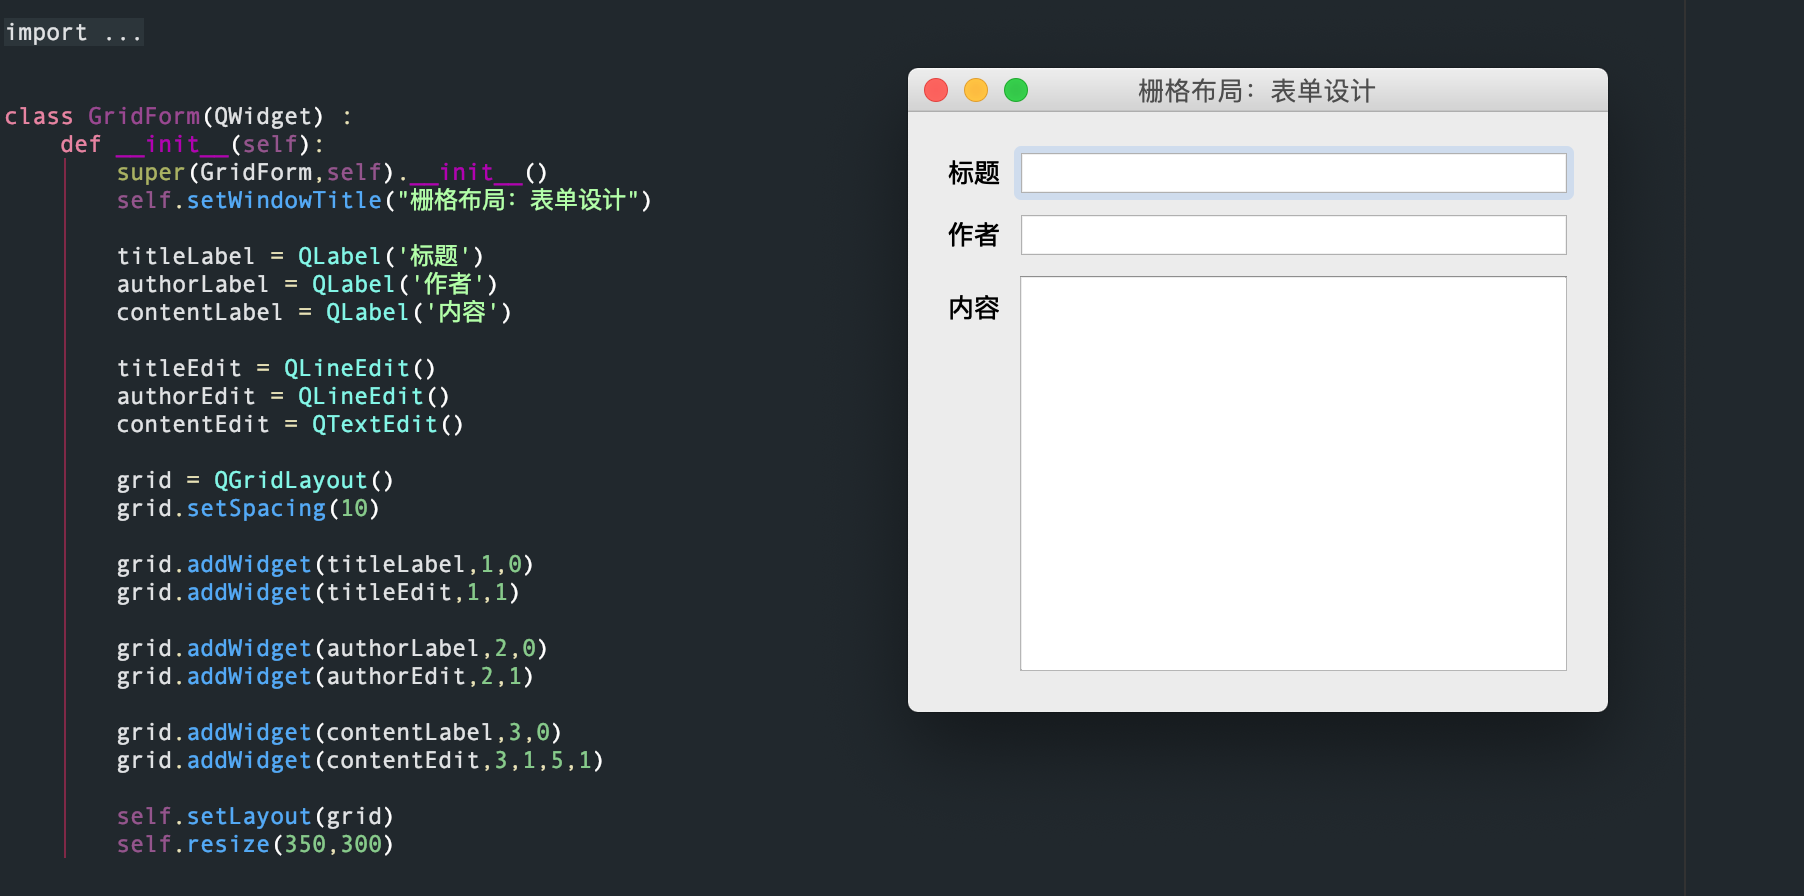 import ...
class GridForm(QWidget) :
def __init__(self):
super(GridForm,self).__init__()
self.setWindowTitle("栅格布局：表单设计")
titleLabel = QLabel('标题')
authorLabel = QLabel('作者')
contentLabel = QLabel('内容')
titleEdit = QLineEdit()
authorEdit = QLineEdit()
contentEdit = QTextEdit()
grid = QGridLayout()
grid.setSpacing(10)
grid.addWidget(titleLabel,1,0)
grid.addWidget(titleEdit,1,1)
grid.addWidget(authorLabel,2,0)
grid.addWidget(authorEdit,2,1)
grid.addWidget(contentLabel,3,0)
grid.addWidget(contentEdit,3,1,5,1)
self.setLayout(grid)
self.resize(350,300)
栅格布局：表单设计
标题
作者
内容